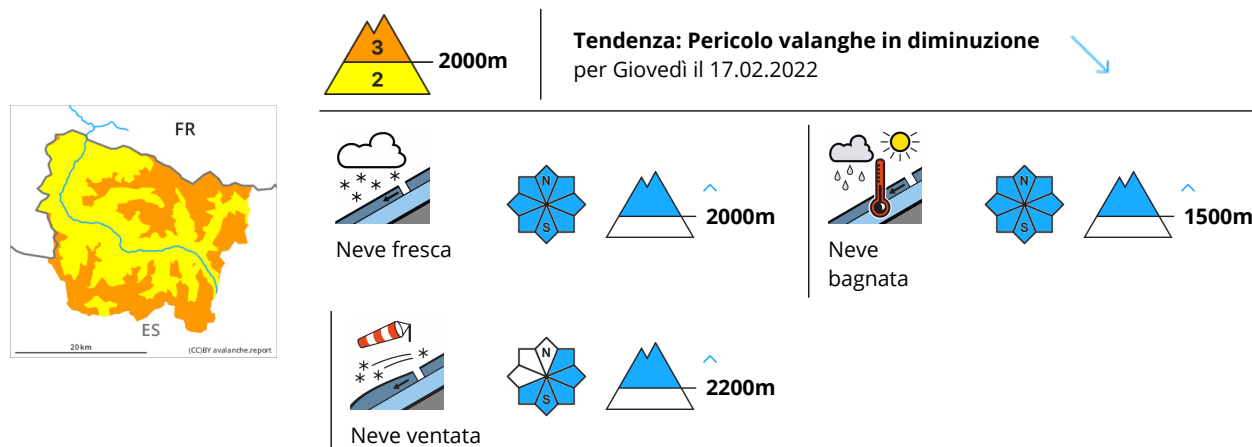 3
2
2000m
Tendenza: Pericolo valanghe in diminuzione
per Giovedì il 17.02.2022
FR
ES
20 km
(CC)BY avalanche.report
N
S
2000m
Neve fresca
N
S
1500m
Neve
bagnata
N
S
2200m
Neve ventata